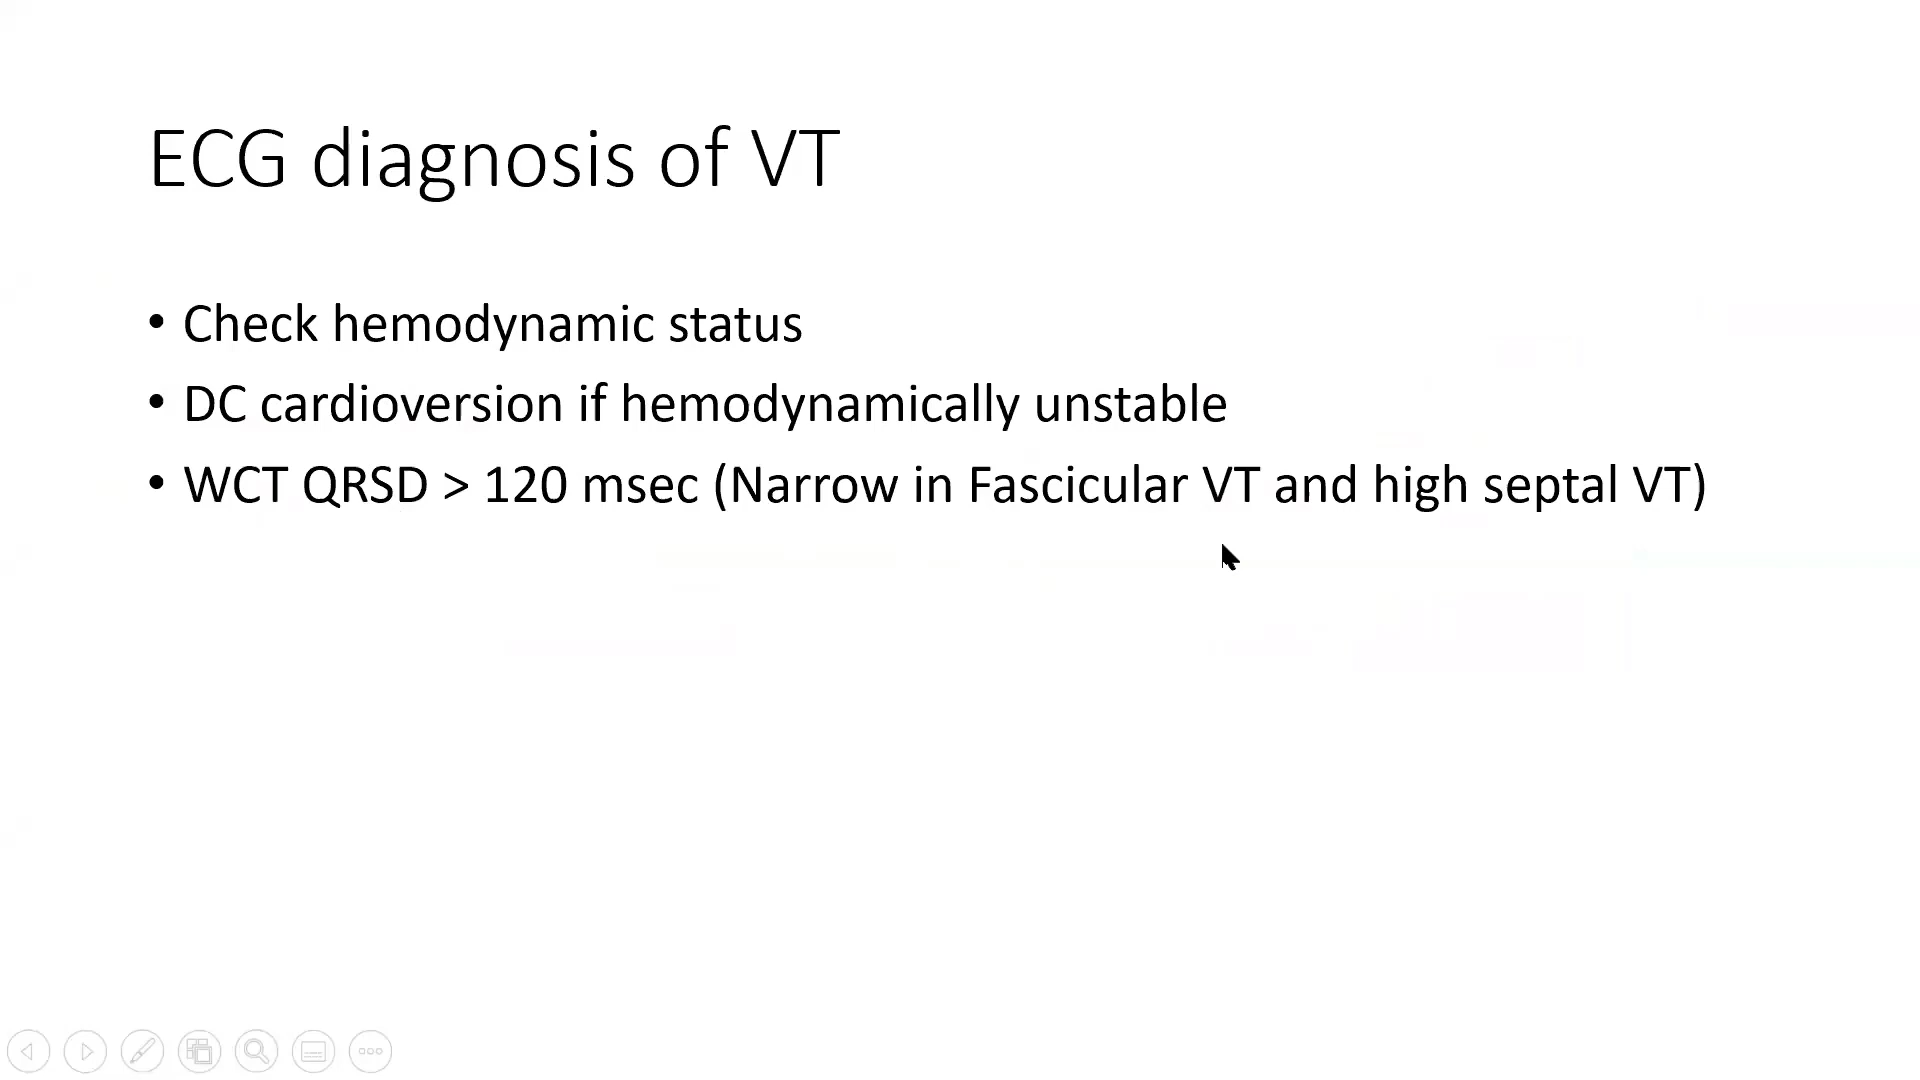 ECG diagnosis of VT
• Check hemodynamic status
• DC cardioversion if hemodynamically unstable
• WCT QRSD > 120 msec (Narrow in Fascicular VT and high septal VT)